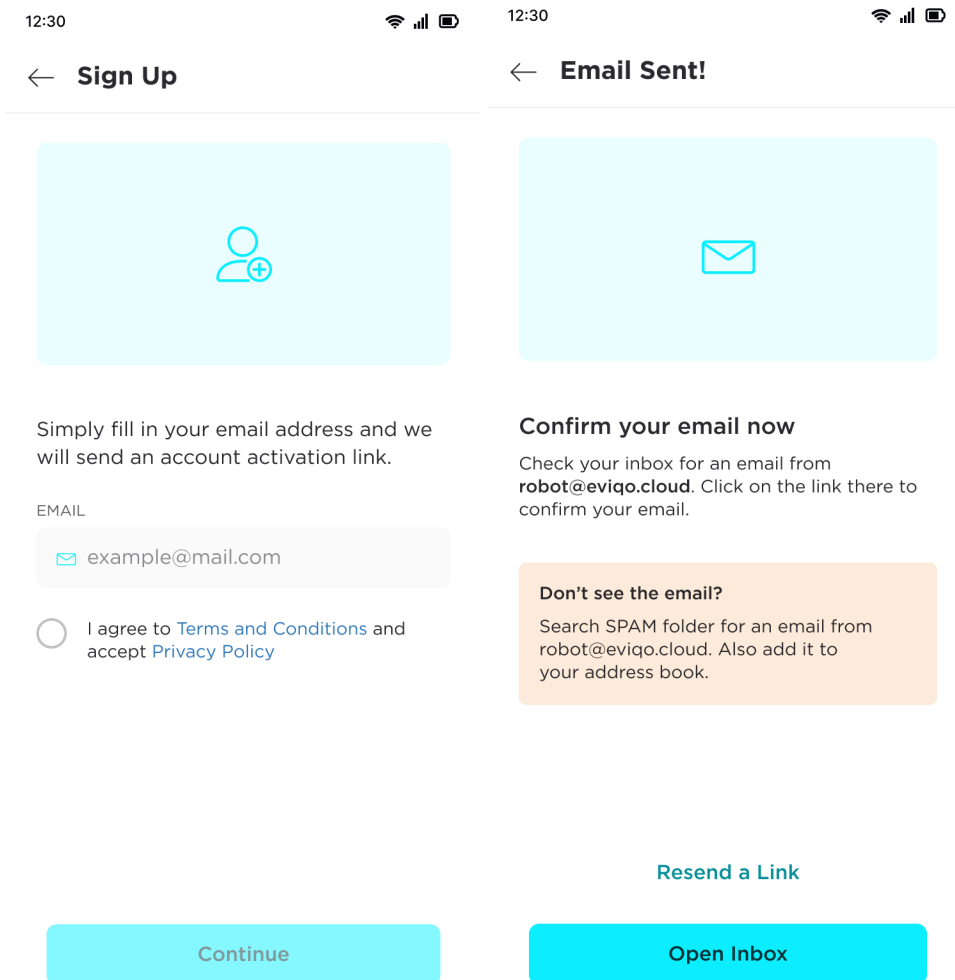 12:30
Sign Up
Simply fill in your email address and we
will send an account activation link.
EMAIL
example@mail.com
I agree to Terms and Conditions and
accept Privacy Policy
Continue
12:30
Email Sent!
Confirm your email now
Check your inbox for an email from
robot@eviqo.cloud. Click on the link there to
confirm your email.
Don’t see the email?
Search SPAM folder for an email from
robot@eviqo.cloud. Also add it to
your address book.
Resend a Link
Open Inbox